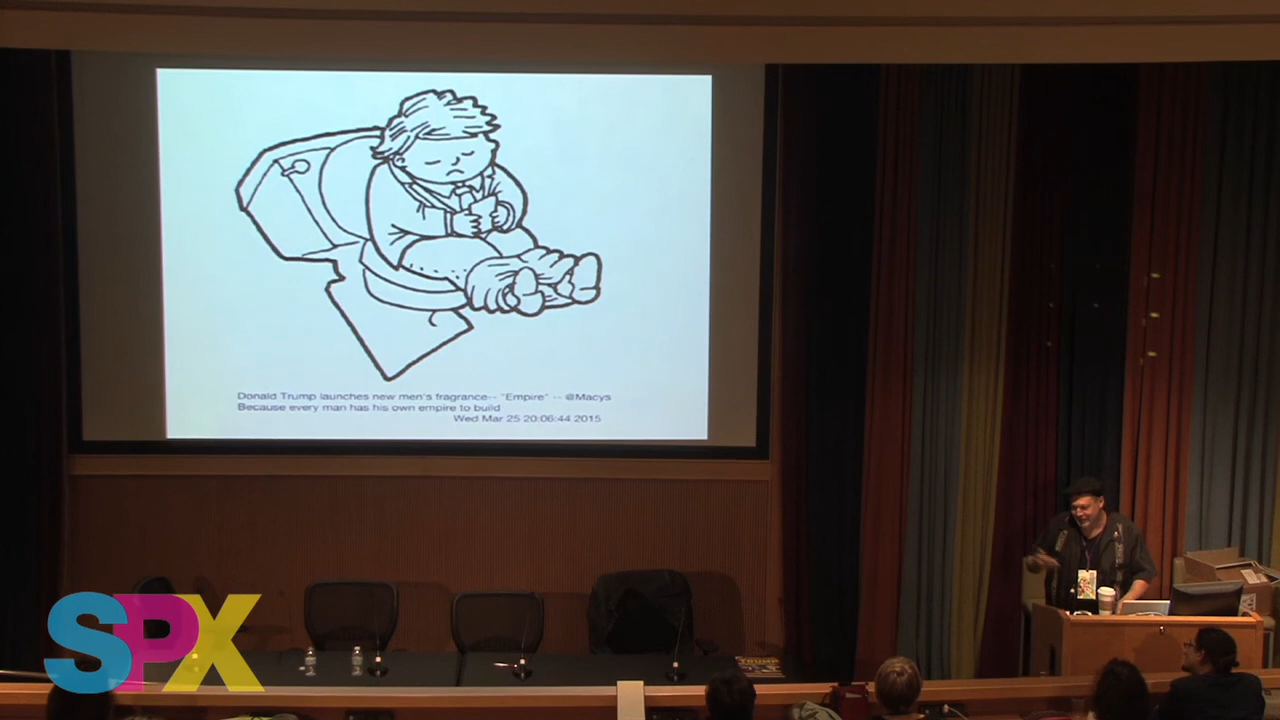 Donald Trump launches new men's fragrance-- "Empire" -- @Macys
Because every man has his own empire to build
Wed Mar 25 20:06:44 2015
SPX
TRUMP